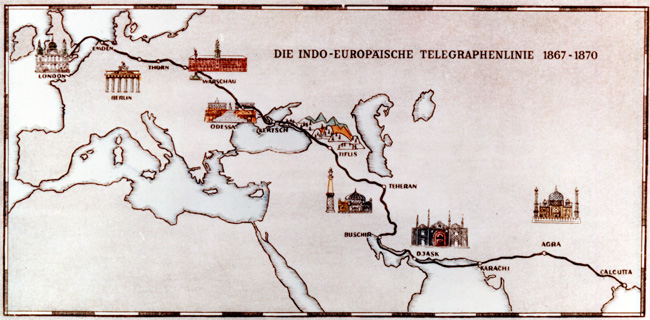 DIE INDO-EUROPÄISCHE TELEGRAPHENLINIE 1867-1870
LONDON
EMDEN
BERLIN
THORN
WARSCHAU
ODESSA
KERTSCH
TIFLIS
TEHERAN
BUSCHIR
DJASK
KARACHI
AGRA
CALCUTTA